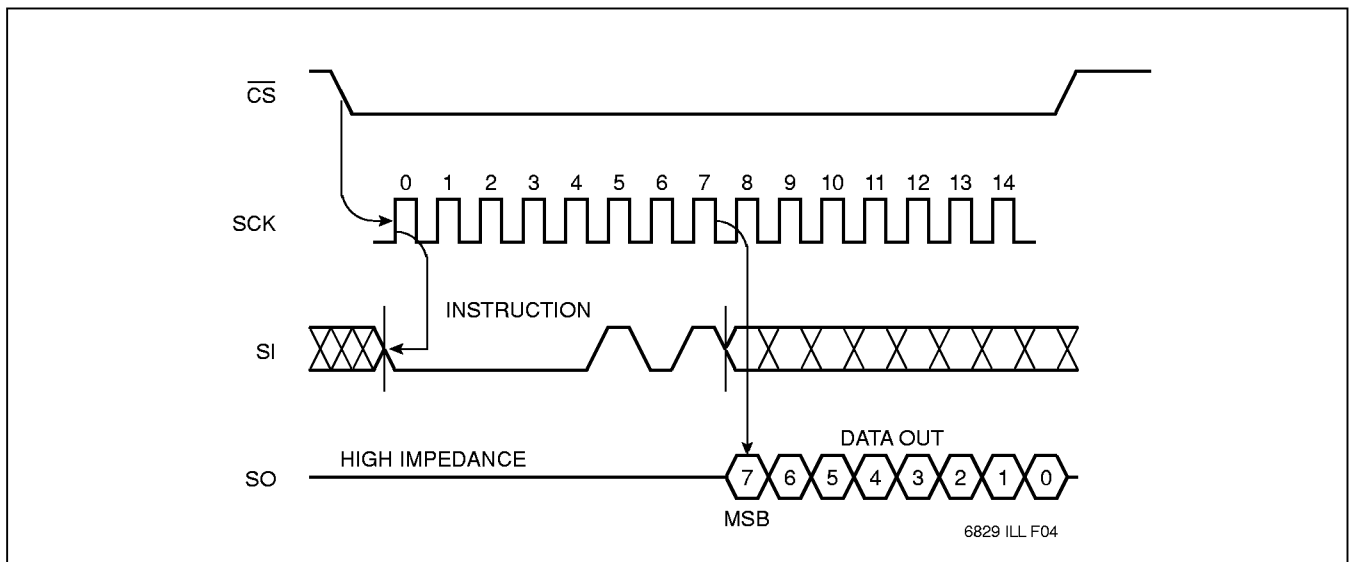 CS
0 1 2 3 4 5 6 7 8 9 10 11 12 13 14
SCK
INSTRUCTION
SI
DATA OUT
HIGH IMPEDANCE
SO
7 6 5 4 3 2 1 0
MSB
6829 ILL F04